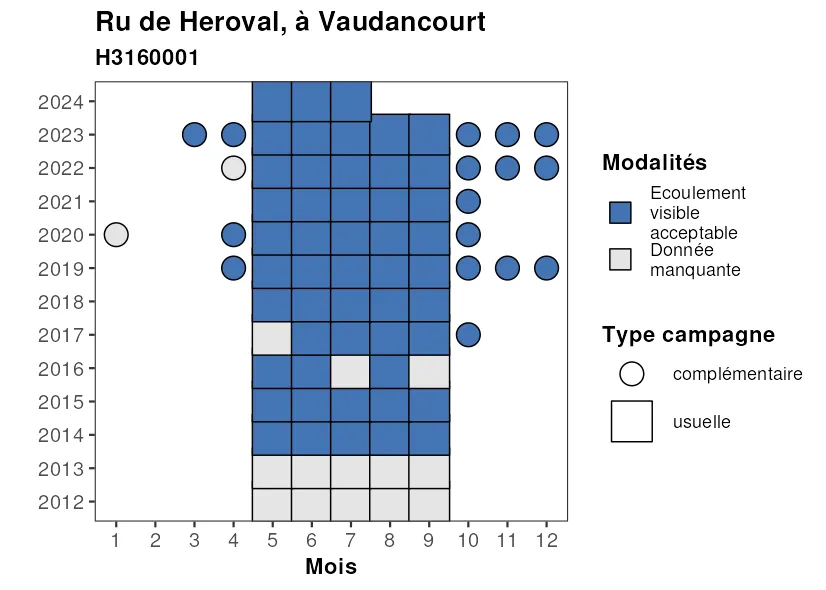 Ru de Heroval, à Vaudancourt
H3160001
2024
2023
2022
2021
2020
2019
2018
2017
2016
2015
2014
2013
2012
1 2 3 4 5 6 7 8 9 10 11 12
Mois
Modalités
Ecoulement
visible
acceptable
Donnée
manquante
Type campagne
complémentaire
usuelle